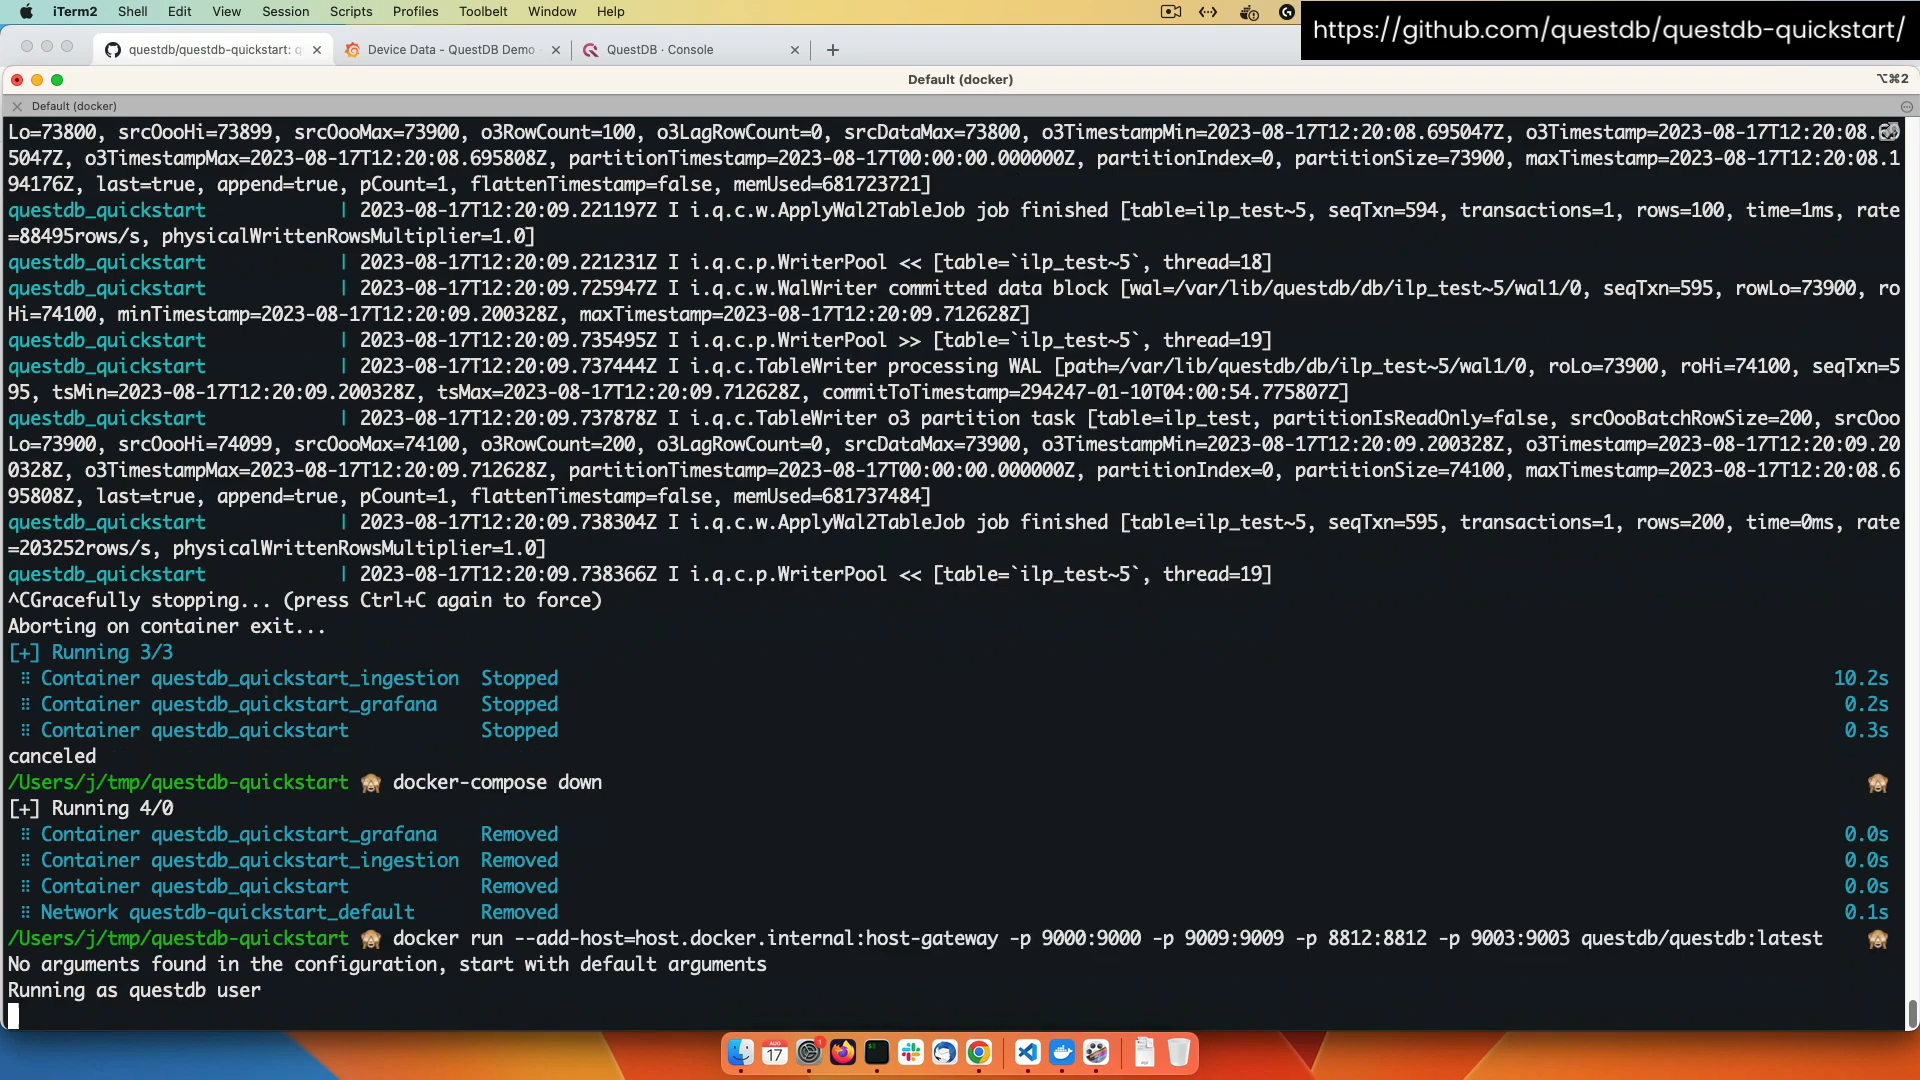 iTerm2 Shell Edit View Session Scripts Profiles Toolbelt Window Help
https://github.com/questdb/questdb-quickstart/
questdb/questdb-quickstart: q
Device Data - QuestDB Demo
QuestDB · Console
Default (docker)
⌥⌘2
Default (docker)
Lo=73800, srcOooHi=73899, srcOooMax=73900, o3RowCount=100, o3LagRowCount=0, srcDataMax=73800, o3TimestampMin=2023-08-17T12:20:08.695047Z, o3Timestamp=2023-08-17T12:20:08.69
5047Z, o3TimestampMax=2023-08-17T12:20:08.695808Z, partitionTimestamp=2023-08-17T00:00:00.000000Z, partitionIndex=0, partitionSize=73900, maxTimestamp=2023-08-17T12:20:08.1
94176Z, last=true, append=true, pCount=1, flattenTimestamp=false, memUsed=681723721]
questdb_quickstart | 2023-08-17T12:20:09.221197Z I i.q.c.w.ApplyWal2TableJob job finished [table=ilp_test~5, seqTxn=594, transactions=1, rows=100, time=1ms, rate
=88495rows/s, physicalWrittenRowsMultiplier=1.0]
questdb_quickstart | 2023-08-17T12:20:09.221231Z I i.q.c.p.WriterPool << [table=`ilp_test~5`, thread=18]
questdb_quickstart | 2023-08-17T12:20:09.725947Z I i.q.c.w.WalWriter committed data block [wal=/var/lib/questdb/db/ilp_test~5/wal1/0, seqTxn=595, rowLo=73900, ro
Hi=74100, minTimestamp=2023-08-17T12:20:09.200328Z, maxTimestamp=2023-08-17T12:20:09.712628Z]
questdb_quickstart | 2023-08-17T12:20:09.735495Z I i.q.c.p.WriterPool >> [table=`ilp_test~5`, thread=19]
questdb_quickstart | 2023-08-17T12:20:09.737444Z I i.q.c.TableWriter processing WAL [path=/var/lib/questdb/db/ilp_test~5/wal1/0, roLo=73900, roHi=74100, seqTxn=5
95, tsMin=2023-08-17T12:20:09.200328Z, tsMax=2023-08-17T12:20:09.712628Z, commitToTimestamp=294247-01-10T04:00:54.775807Z]
questdb_quickstart | 2023-08-17T12:20:09.737878Z I i.q.c.TableWriter o3 partition task [table=ilp_test, partitionIsReadOnly=false, srcOooBatchRowSize=200, srcOoo
Lo=73900, srcOooHi=74099, srcOooMax=74100, o3RowCount=200, o3LagRowCount=0, srcDataMax=73900, o3TimestampMin=2023-08-17T12:20:09.200328Z, o3Timestamp=2023-08-17T12:20:09.20
0328Z, o3TimestampMax=2023-08-17T12:20:09.712628Z, partitionTimestamp=2023-08-17T00:00:00.000000Z, partitionIndex=0, partitionSize=74100, maxTimestamp=2023-08-17T12:20:08.6
95808Z, last=true, append=true, pCount=1, flattenTimestamp=false, memUsed=681737484]
questdb_quickstart | 2023-08-17T12:20:09.738304Z I i.q.c.w.ApplyWal2TableJob job finished [table=ilp_test~5, seqTxn=595, transactions=1, rows=200, time=0ms, rate
=203252rows/s, physicalWrittenRowsMultiplier=1.0]
questdb_quickstart | 2023-08-17T12:20:09.738366Z I i.q.c.p.WriterPool << [table=`ilp_test~5`, thread=19]
^CGracefully stopping... (press Ctrl+C again to force)
Aborting on container exit...
[+] Running 3/3
⠿ Container questdb_quickstart_ingestion Stopped 10.2s
⠿ Container questdb_quickstart_grafana Stopped 0.2s
⠿ Container questdb_quickstart Stopped 0.3s
canceled
/Users/j/tmp/questdb-quickstart 🙈 docker-compose down 🙈
[+] Running 4/0
⠿ Container questdb_quickstart_grafana Removed 0.0s
⠿ Container questdb_quickstart_ingestion Removed 0.0s
⠿ Container questdb_quickstart Removed 0.0s
⠿ Network questdb-quickstart_default Removed 0.1s
/Users/j/tmp/questdb-quickstart 🙈 docker run --add-host=host.docker.internal:host-gateway -p 9000:9000 -p 9009:9009 -p 8812:8812 -p 9003:9003 questdb/questdb:latest 🙈
No arguments found in the configuration, start with default arguments
Running as questdb user
AUG
17
1